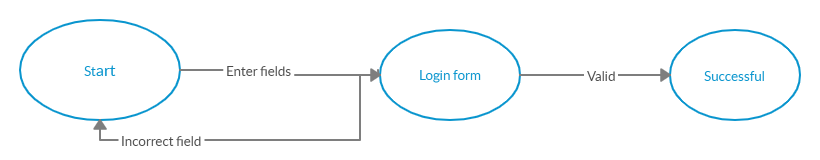 Start
Enter fields
Login form
Valid
Successful
Incorrect field